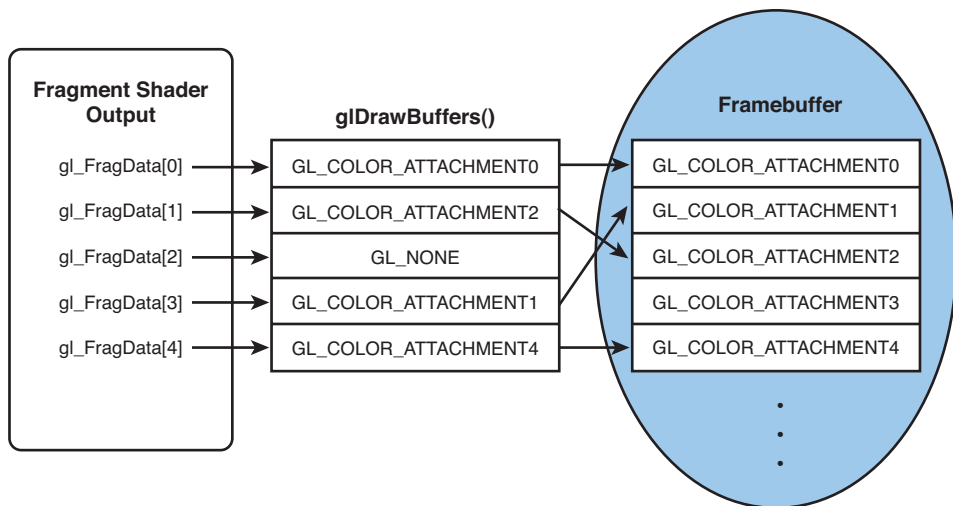 Fragment Shader
Output
gl_FragData[0]
gl_FragData[1]
gl_FragData[2]
gl_FragData[3]
gl_FragData[4]
glDrawBuffers()
GL_COLOR_ATTACHMENT0
GL_COLOR_ATTACHMENT2
GL_NONE
GL_COLOR_ATTACHMENT1
GL_COLOR_ATTACHMENT4
Framebuffer
GL_COLOR_ATTACHMENT0
GL_COLOR_ATTACHMENT1
GL_COLOR_ATTACHMENT2
GL_COLOR_ATTACHMENT3
GL_COLOR_ATTACHMENT4
.
.
.